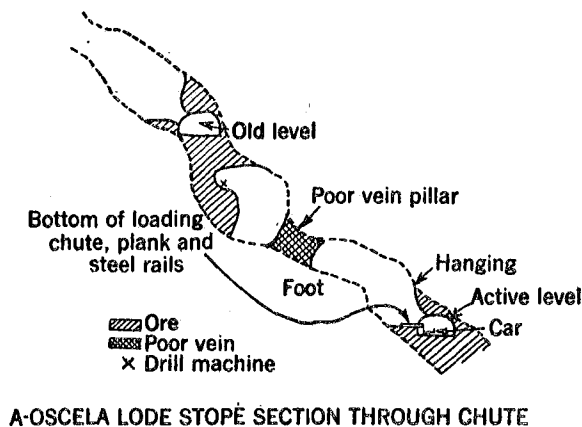 Old level
Poor vein pillar
Bottom of loading
chute, plank and
steel rails
Hanging
Foot
Active level
Car
Ore
Poor vein
× Drill machine
A-OSCELA LODE STOPE SECTION THROUGH CHUTE